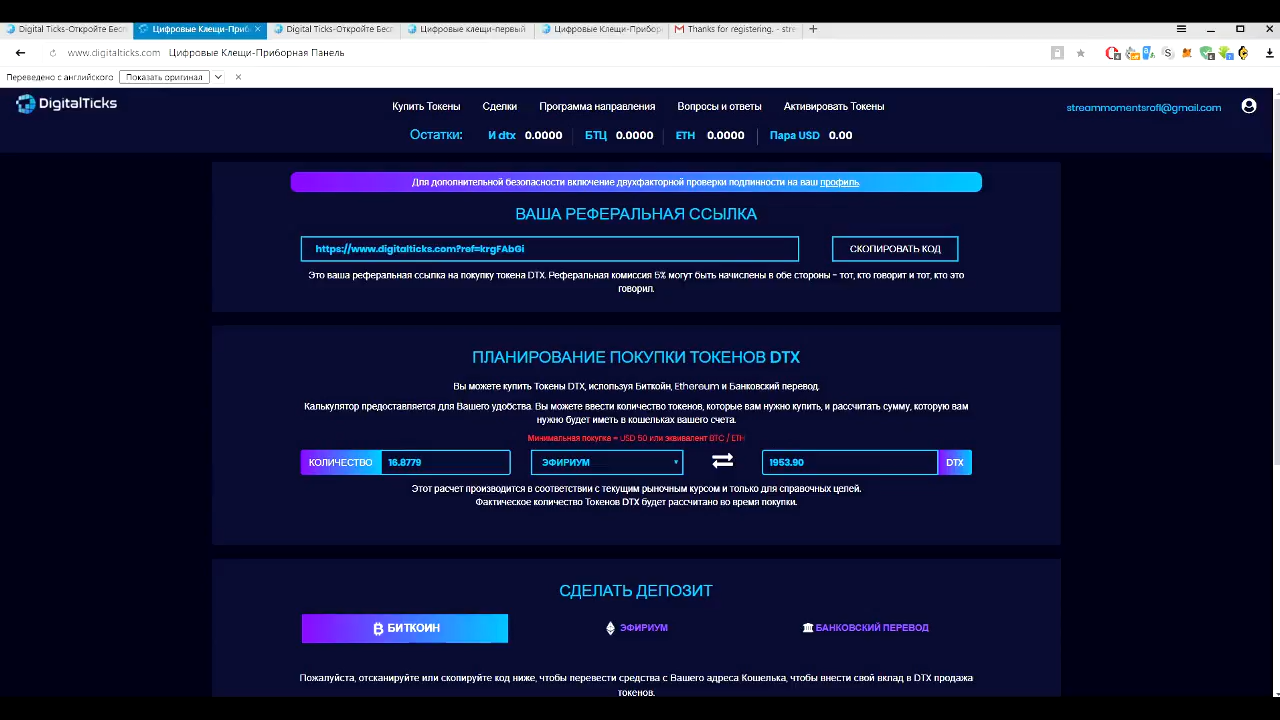 Digital Ticks-Откройте Бесп
Цифровые Клещи-Приб
Digital Ticks-Откройте Бесп
Цифровые клещи-первый
Цифровые Клещи-Прибор
Thanks for registering. - stre
www.digitalticks.com Цифровые Клещи-Приборная Панель
Переведено с английского Показать оригинал
DigitalTicks
Купить Токены Сделки Программа направления Вопросы и ответы Активировать Токены
streammomentsrofl@gmail.com
Остатки: И dtx 0.0000 БТЦ 0.0000 ETH 0.0000 Пара USD 0.00
Для дополнительной безопасности включение двухфакторной проверки подлинности на ваш профиль.
ВАША РЕФЕРАЛЬНАЯ ССЫЛКА
https://www.digitalticks.com?ref=krgFAbGi
СКОПИРОВАТЬ КОД
Это ваша реферальная ссылка на покупку токена DTX. Реферальная комиссия 5% могут быть начислены в обе стороны - тот, кто говорит и тот, кто это
говорил.
ПЛАНИРОВАНИЕ ПОКУПКИ ТОКЕНОВ DTX
Вы можете купить Токены DTX, используя Биткойн, Ethereum и Банковский перевод.
Калькулятор предоставляется для Вашего удобства. Вы можете ввести количество токенов, которые вам нужно купить, и рассчитать сумму, которую вам
нужно будет иметь в кошельках вашего счета.
Минимальная покупка = USD 50 или эквивалент BTC / ETH
КОЛИЧЕСТВО 16.8779 ЭФИРИУМ 1953.90 DTX
Этот расчет производится в соответствии с текущим рыночным курсом и только для справочных целей.
Фактическое количество Токенов DTX будет рассчитано во время покупки.
СДЕЛАТЬ ДЕПОЗИТ
БИТКОИН ЭФИРИУМ БАНКОВСКИЙ ПЕРЕВОД
Пожалуйста, отсканируйте или скопируйте код ниже, чтобы перевести средства с Вашего адреса Кошелька, чтобы внести свой вклад в DTX продажа
токенов.